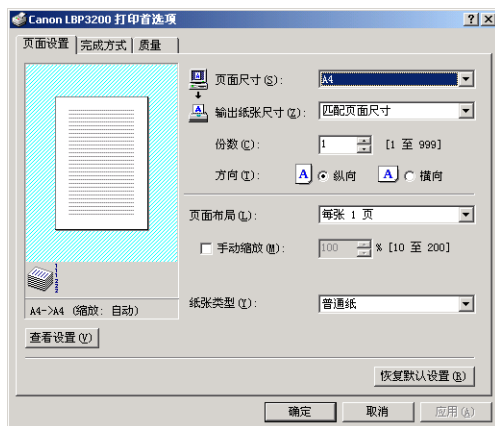 Canon LBP3200 打印首选项
页面设置 完成方式 质量
页面尺寸(S): A4
输出纸张尺寸(Z): 匹配页面尺寸
份数(C): 1 [1 至 999]
方向(T): A 纵向 A 横向
页面布局(L): 每张 1 页
手动缩放(M): 100 % [10 至 200]
A4->A4 (缩放: 自动)
纸张类型(Y): 普通纸
查看设置(V)
恢复默认设置(R)
确定 取消 应用(A)